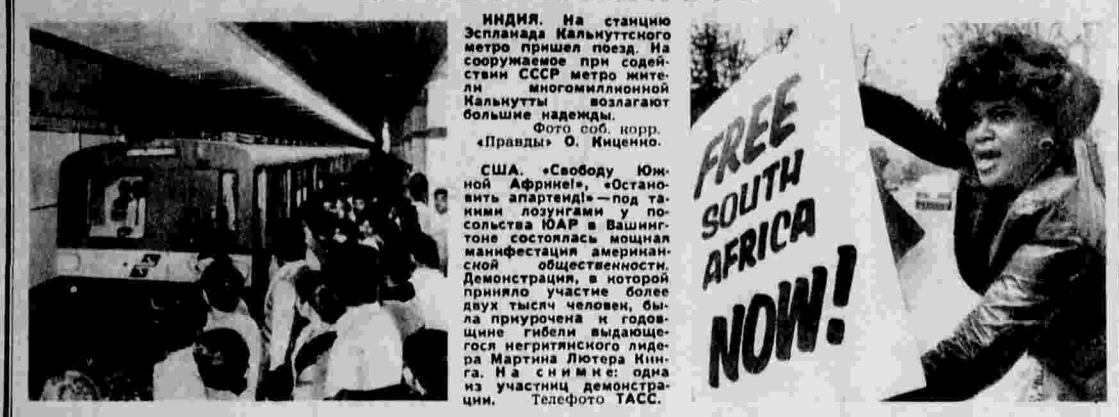 ИНДИЯ. На станцию
Эспланада Калькуттского
метро пришел поезд. На
сооружаемое при содей-
ствии СССР метро жите-
ли многомиллионной
Калькутты возлагают
большие надежды.
Фото соб. корр.
«Правды» О. Киценко.
США. «Свободу Юж-
ной Африке!», «Остано-
вить апартеид!»—под та-
кими лозунгами у по-
сольства ЮАР в Вашинг-
тоне состоялась мощная
манифестация американ-
ской общественности.
Демонстрация, в которой
приняло участие более
двух тысяч человек, бы-
ла приурочена к годов-
щине гибели выдающе-
гося негритянского лиде-
ра Мартина Лютера Кин-
га. На снимке: одна
из участниц демонстра-
ции. Телефото ТАСС.
FREE
SOUTH
AFRICA
NOW!